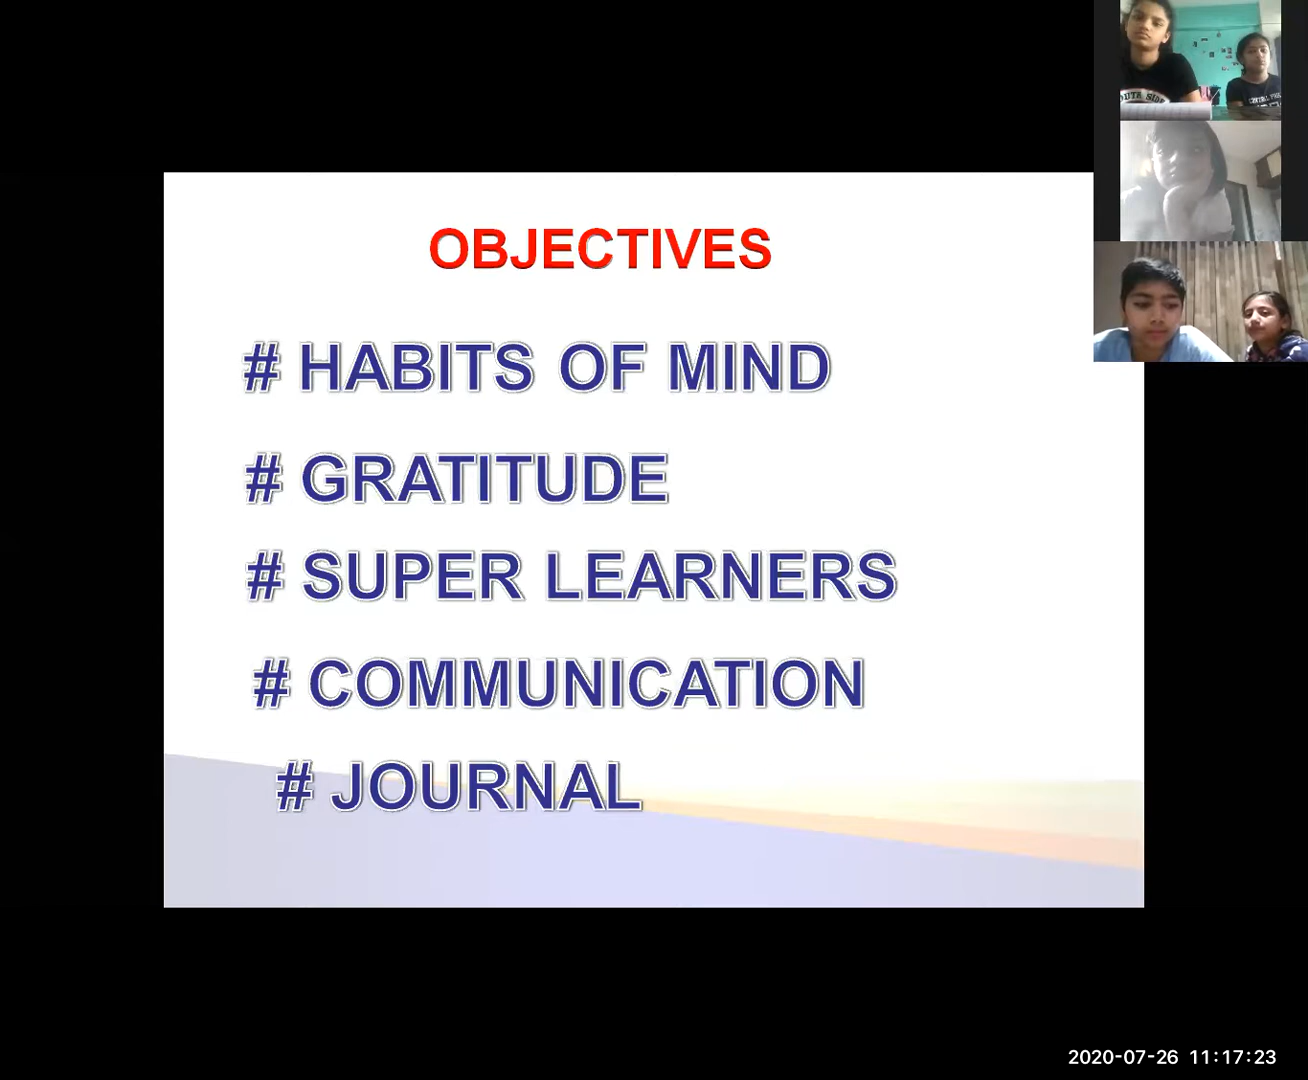 OBJECTIVES
# HABITS OF MIND
# GRATITUDE
# SUPER LEARNERS
# COMMUNICATION
# JOURNAL
2020-07-26 11:17:23